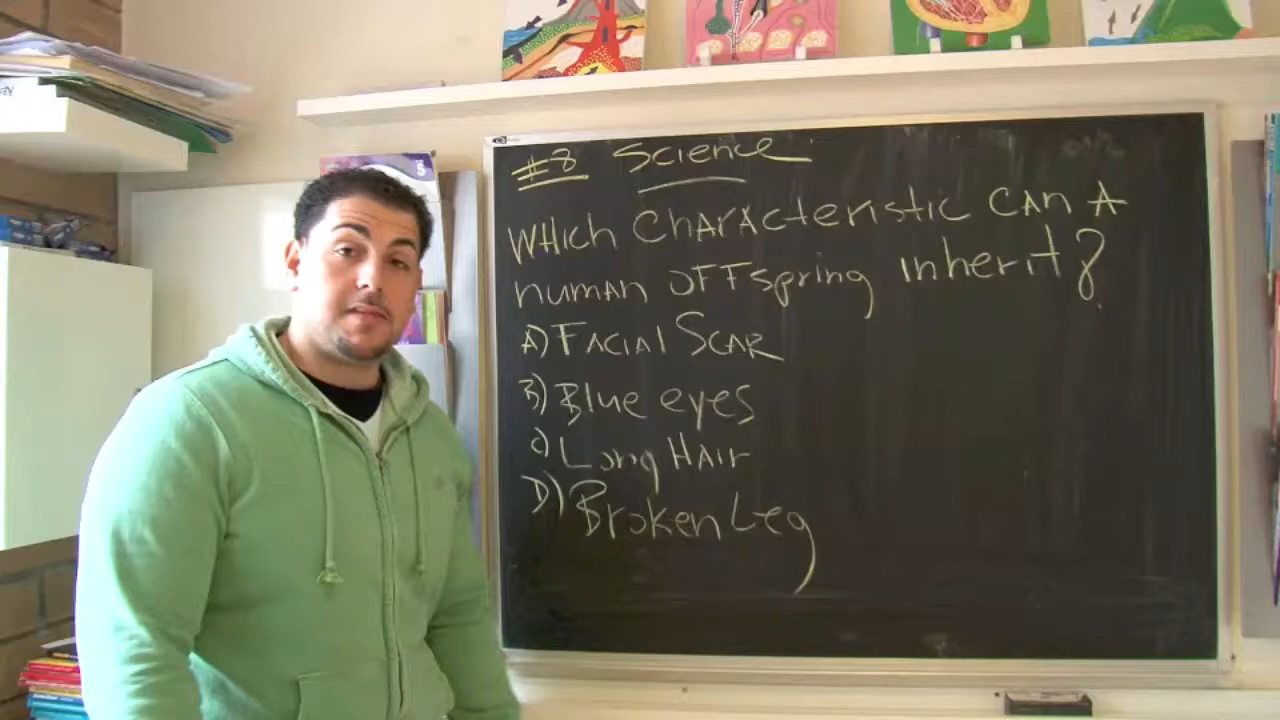 #8 Science
Which Characteristic CAN A
human offspring inherit?
A) Facial Scar
B) Blue eyes
C) Long Hair
D) Broken Leg